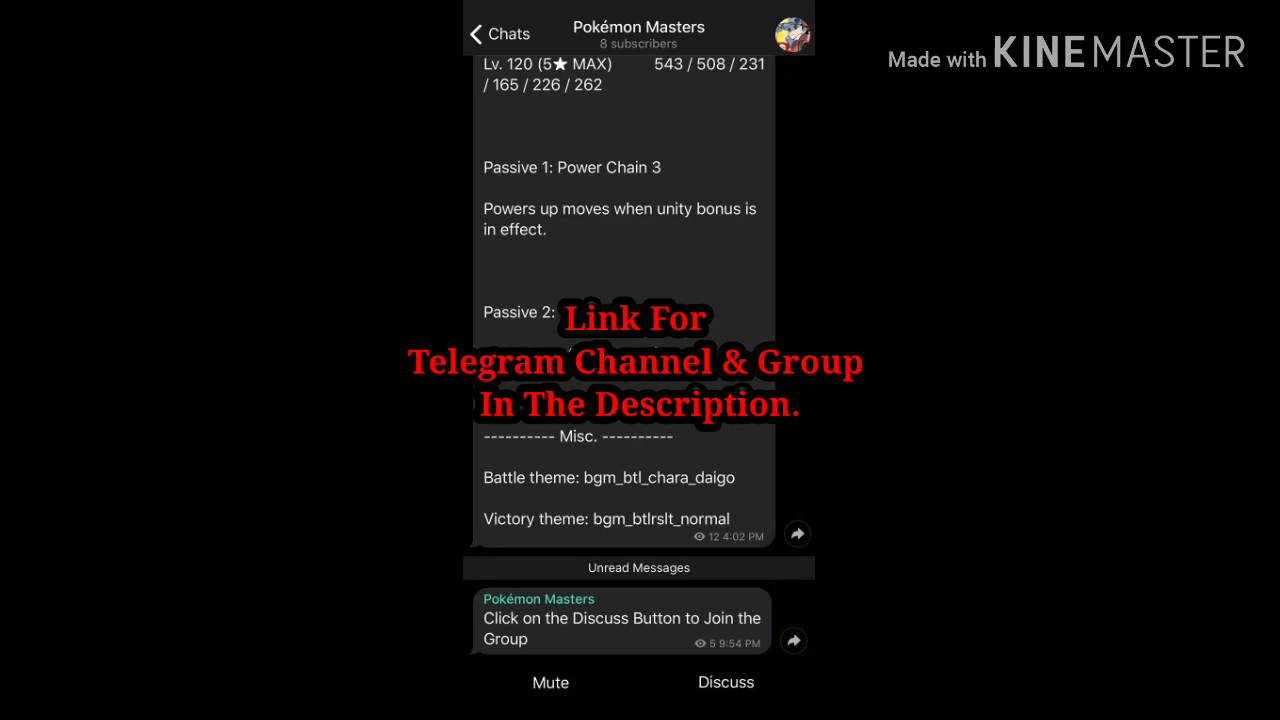 Chats
Pokémon Masters
8 subscribers
Made with KINEMASTER
Lv. 120 (5★ MAX) 543 / 508 / 231
/ 165 / 226 / 262
Passive 1: Power Chain 3
Powers up moves when unity bonus is
in effect.
Passive 2:
Link For
Telegram Channel & Group
In The Description.
---------- Misc. ----------
Battle theme: bgm_btl_chara_daigo
Victory theme: bgm_btlrslt_normal
12 4:02 PM
Unread Messages
Pokémon Masters
Click on the Discuss Button to Join the
Group
5 9:54 PM
Mute
Discuss